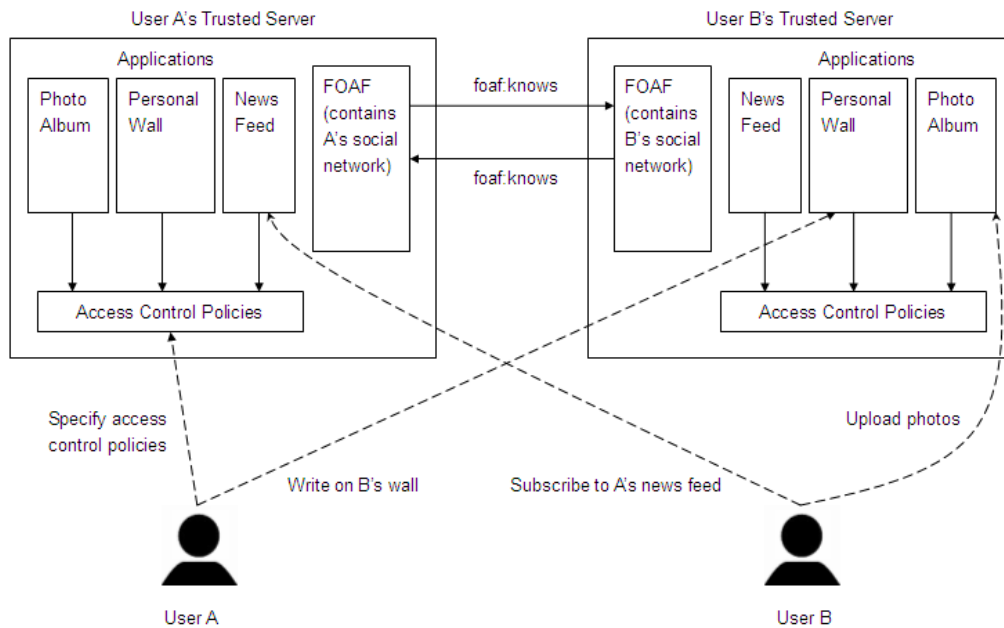 User A's Trusted Server
Applications
Photo
Album
Personal
Wall
News
Feed
FOAF
(contains
A's social
network)
Access Control Policies
foaf:knows
foaf:knows
User B's Trusted Server
Applications
FOAF
(contains
B's social
network)
News
Feed
Personal
Wall
Photo
Album
Access Control Policies
Specify access
control policies
Write on B's wall
Subscribe to A's news feed
Upload photos
User A
User B